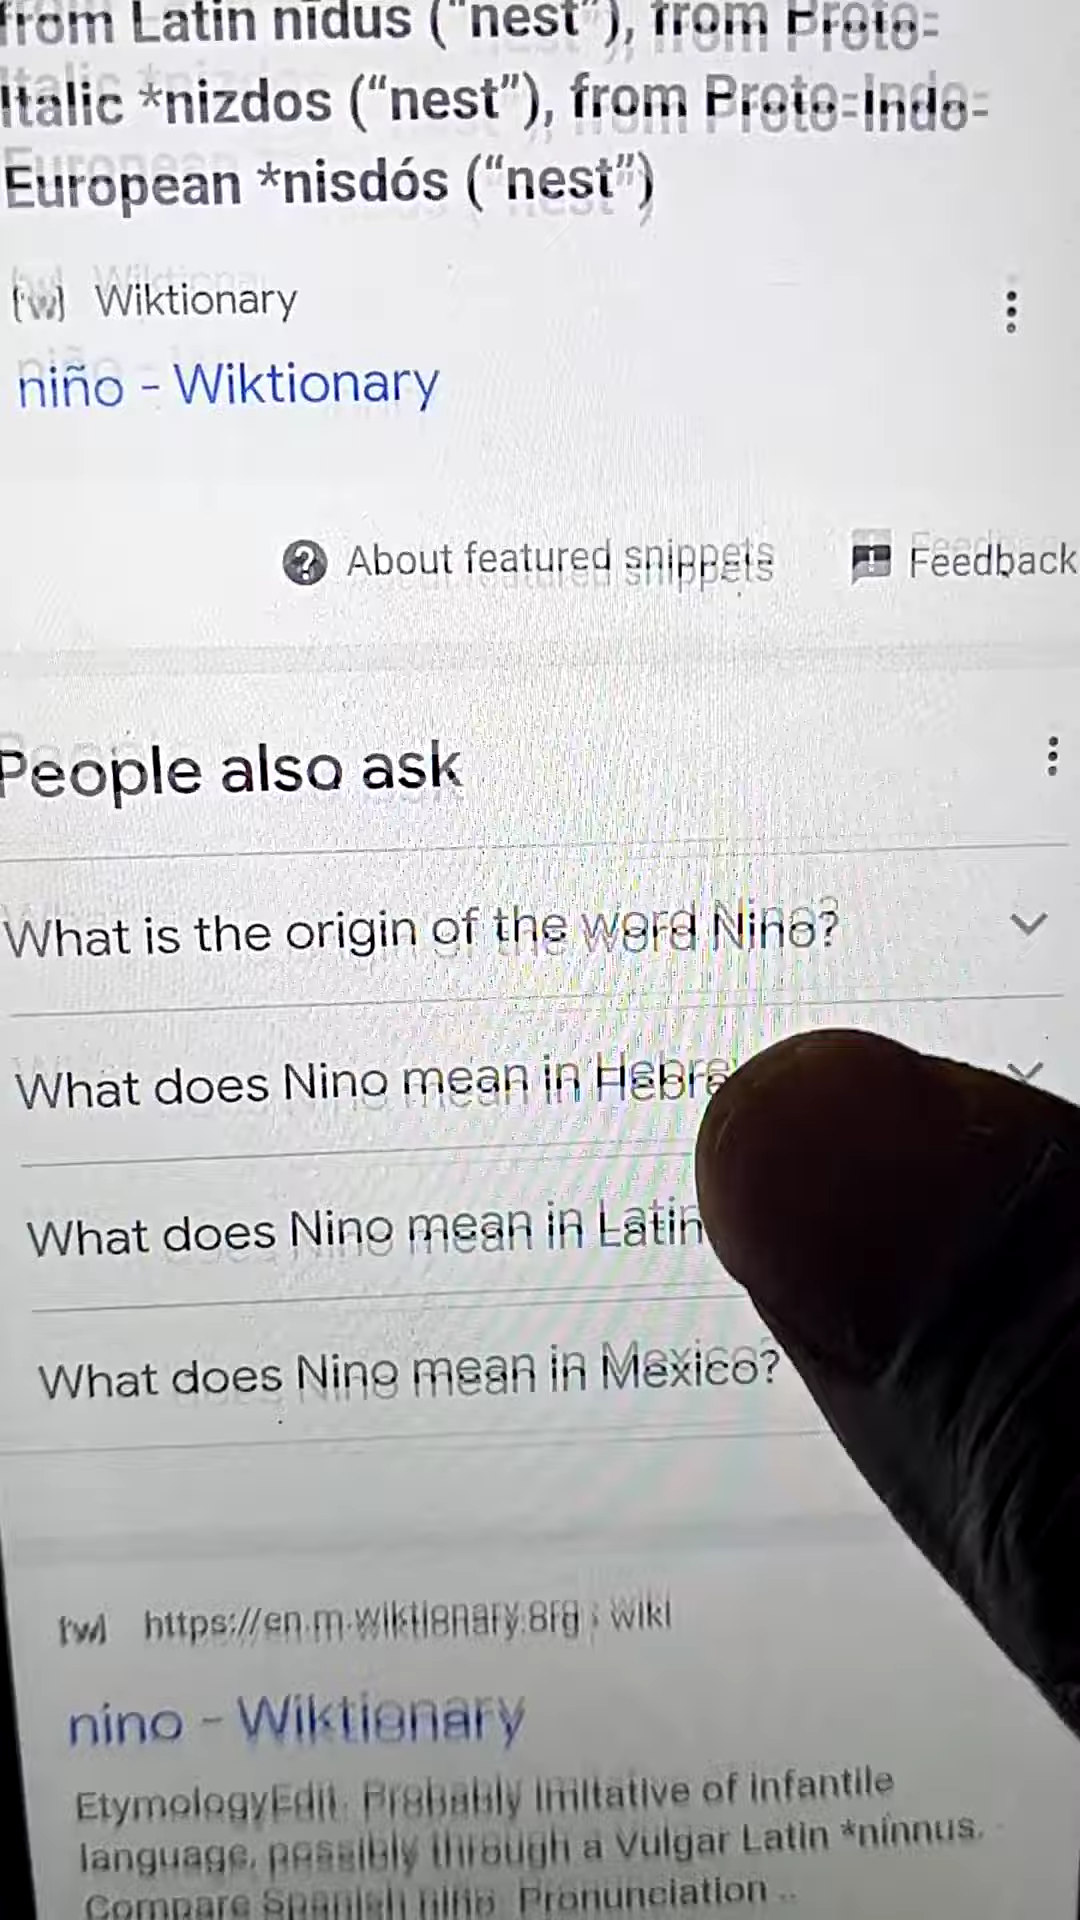 from Latin nīdus (“nest”), from Proto-
Italic *nizdos (“nest”), from Proto-Indo-
European *nisdós (“nest”)
Wiktionary
niño - Wiktionary
About featured snippets
Feedback
People also ask
What is the origin of the word Nino?
What does Nino mean in
What does Nino mean in Latin
What does Nino mean in Mexico?
https://en.m.wiktionary.org › wiki
nino - Wiktionary
EtymologyEdit. Probably imitative of infantile
language, possibly through a Vulgar Latin *ninnus.
Compare Spanish niño. Pronunciation ...